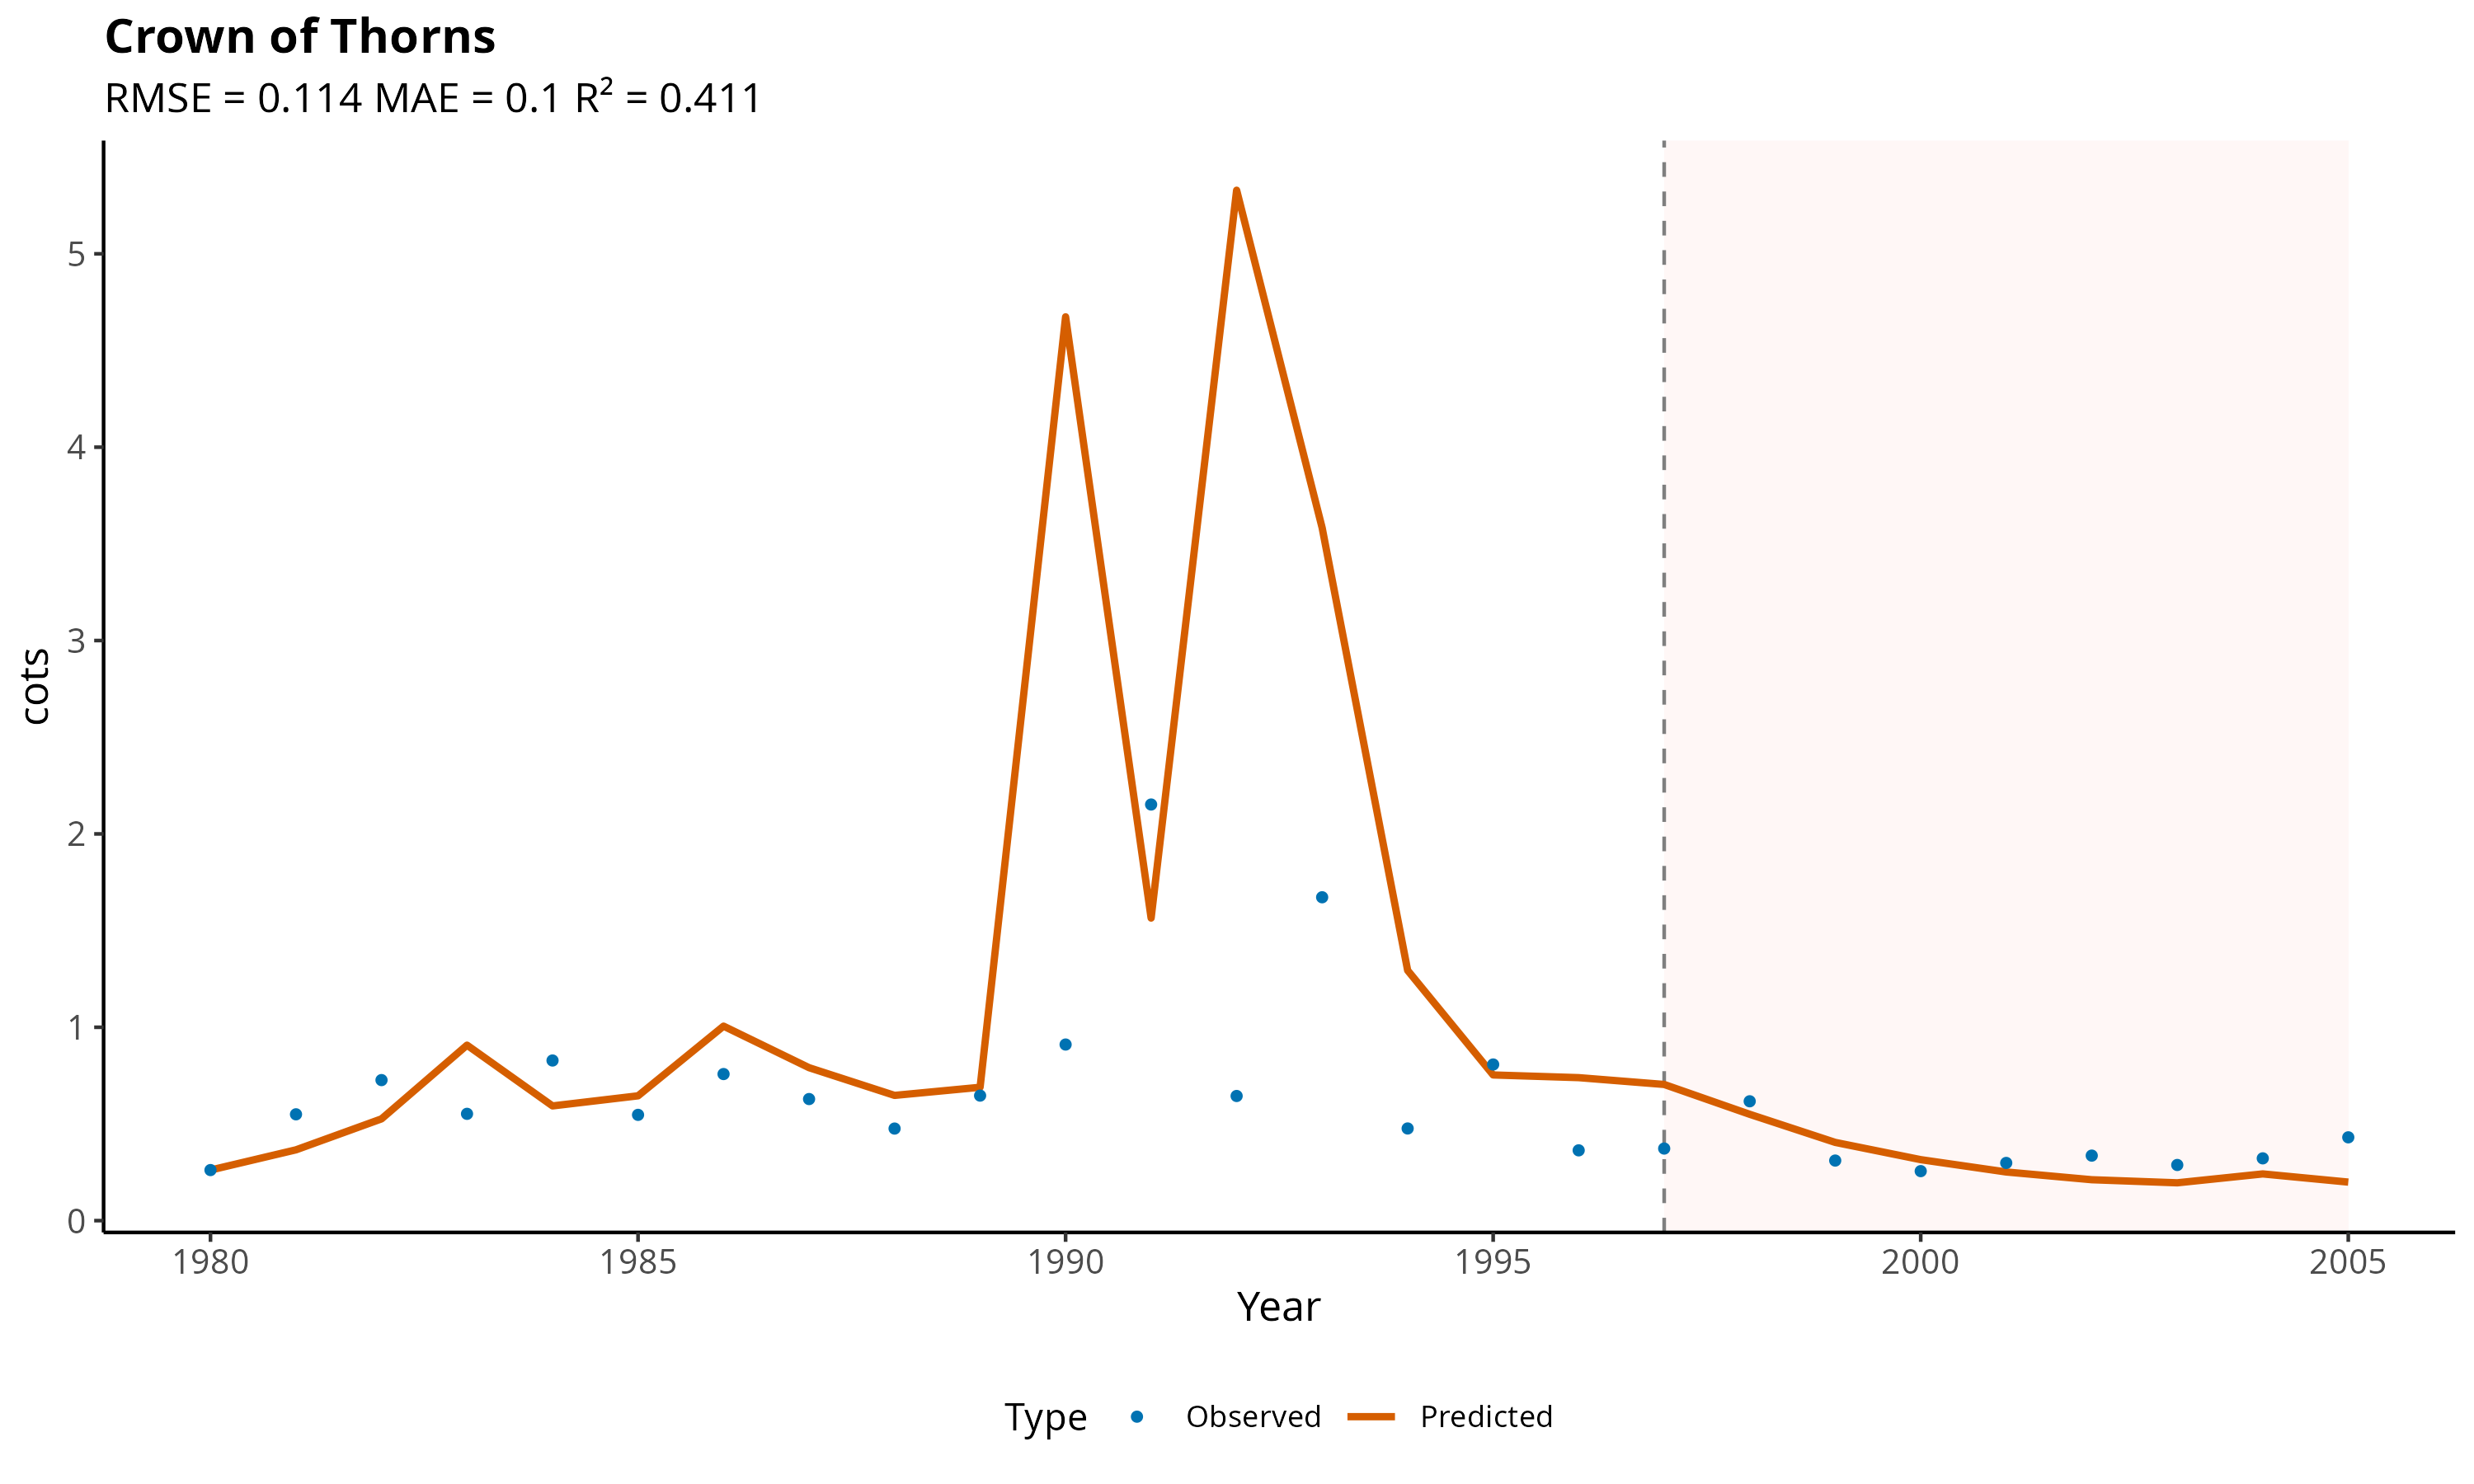 Crown of Thorns
RMSE = 0.114 MAE = 0.1 R² = 0.411
5
4
3
2
1
0
cots
1980 1985 1990 1995 2000 2005
Year
Type Observed Predicted